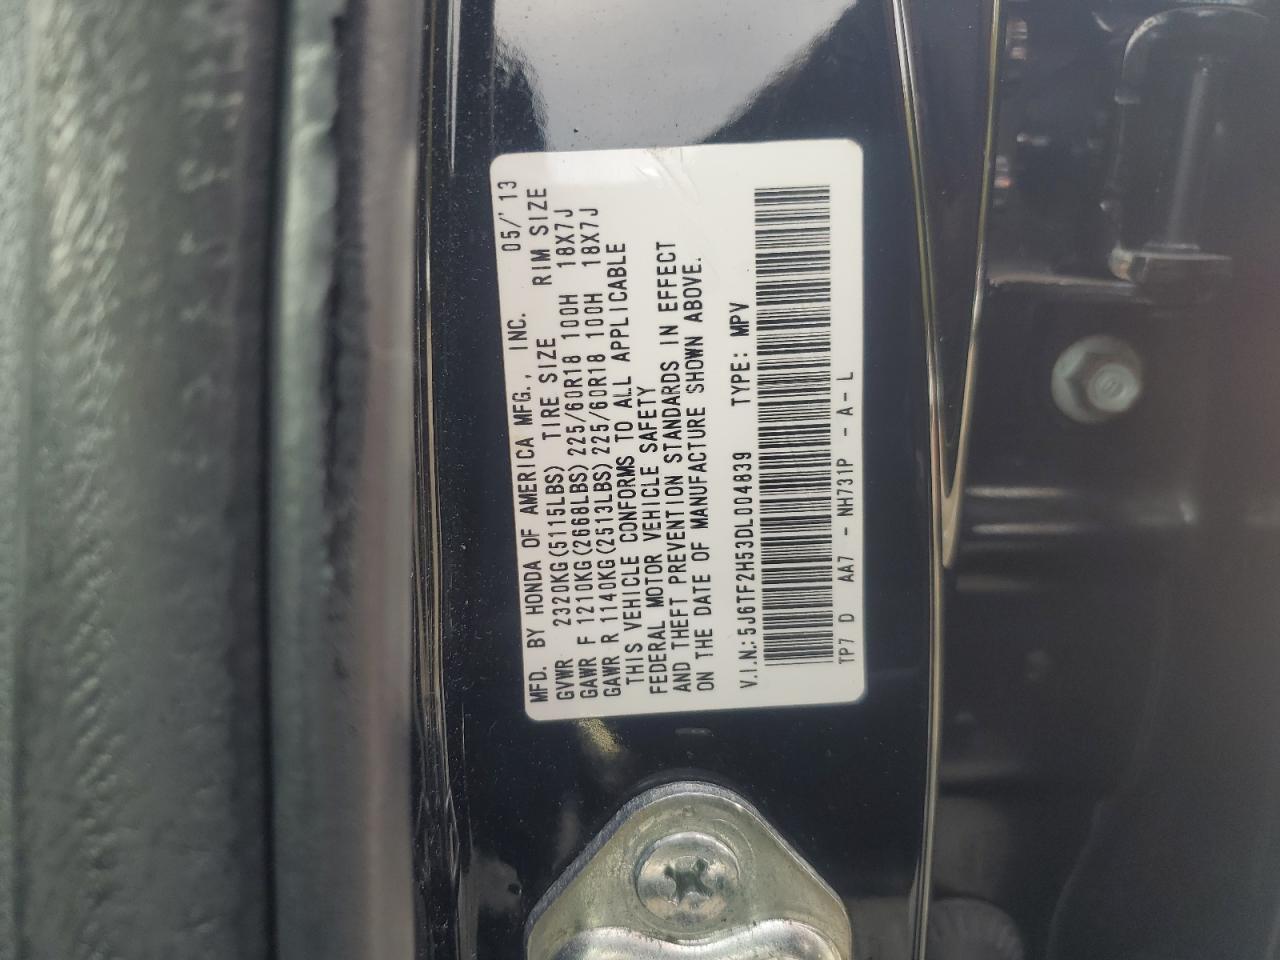 MFD. BY HONDA OF AMERICA MFG., INC. 05/'13
GVWR 2320KG(5115LBS) TIRE SIZE RIM SIZE
GAWR F 1210KG(2668LBS) 225/60R18 100H 18X7J
GAWR R 1140KG(2513LBS) 225/60R18 100H 18X7J
THIS VEHICLE CONFORMS TO ALL APPLICABLE
FEDERAL MOTOR VEHICLE SAFETY
AND THEFT PREVENTION STANDARDS IN EFFECT
ON THE DATE OF MANUFACTURE SHOWN ABOVE.
V.I.N.: 5J6TF2H53DL004839 TYPE: MPV
TP7 D AA7 - NH731P - A - L